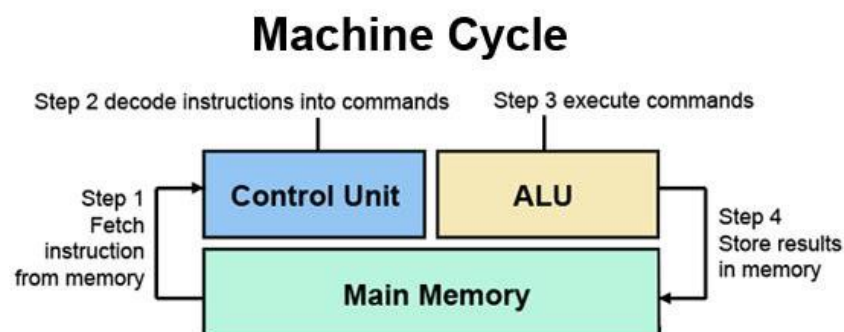 Machine Cycle
Step 2 decode instructions into commands
Step 3 execute commands
Step 1
Fetch
instruction
from memory
Control Unit
ALU
Step 4
Store results
in memory
Main Memory